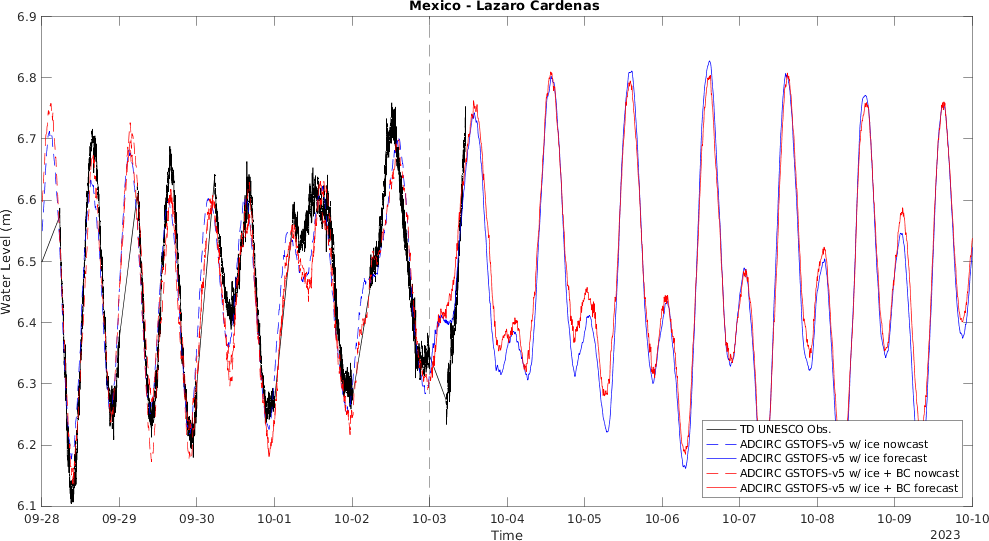 Mexico - Lazaro Cardenas
6.9
6.8
6.7
6.6
6.5
6.4
6.3
6.2
6.1
Water Level (m)
TD UNESCO Obs.
ADCIRC GSTOFS-v5 w/ ice nowcast
ADCIRC GSTOFS-v5 w/ ice forecast
ADCIRC GSTOFS-v5 w/ ice + BC nowcast
ADCIRC GSTOFS-v5 w/ ice + BC forecast
09-28 09-29 09-30 10-01 10-02 10-03 10-04 10-05 10-06 10-07 10-08 10-09 10-10
Time
2023